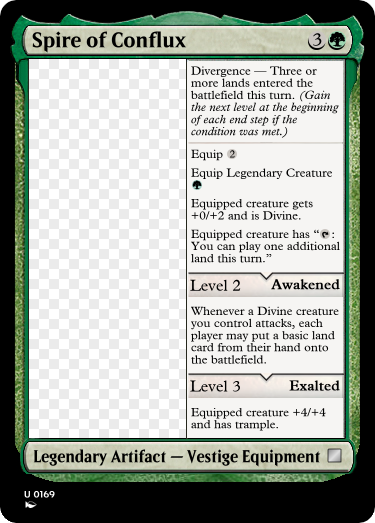 Spire of Conflux 3
Divergence — Three or
more lands entered the
battlefield this turn. (Gain
the next level at the beginning
of each end step if the
condition was met.)
Equip 2
Equip Legendary Creature
Equipped creature gets
+0/+2 and is Divine.
Equipped creature has “:
You can play one additional
land this turn.”
Level 2 Awakened
Whenever a Divine creature
you control attacks, each
player may put a basic land
card from their hand onto
the battlefield.
Level 3 Exalted
Equipped creature +4/+4
and has trample.
Legendary Artifact — Vestige Equipment
U 0169